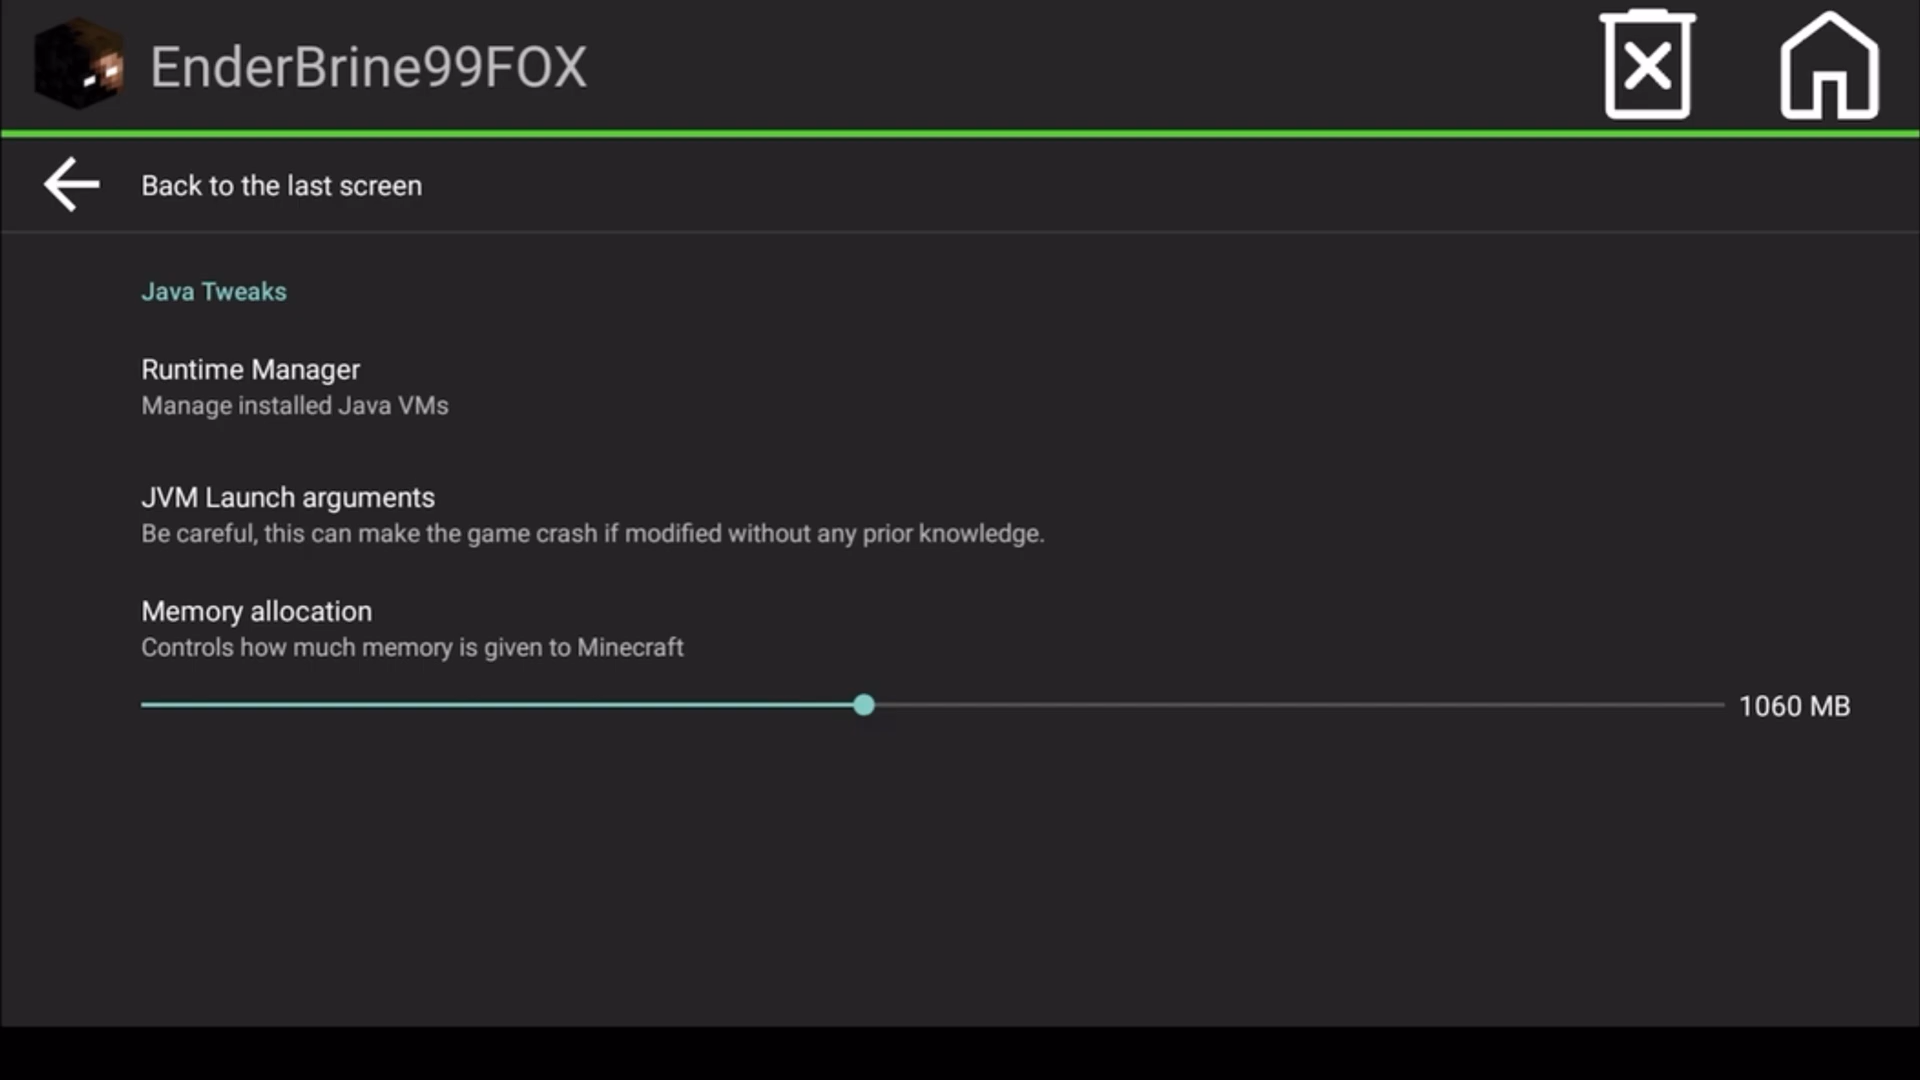 EnderBrine99FOX
Back to the last screen
Java Tweaks
Runtime Manager
Manage installed Java VMs
JVM Launch arguments
Be careful, this can make the game crash if modified without any prior knowledge.
Memory allocation
Controls how much memory is given to Minecraft
1060 MB